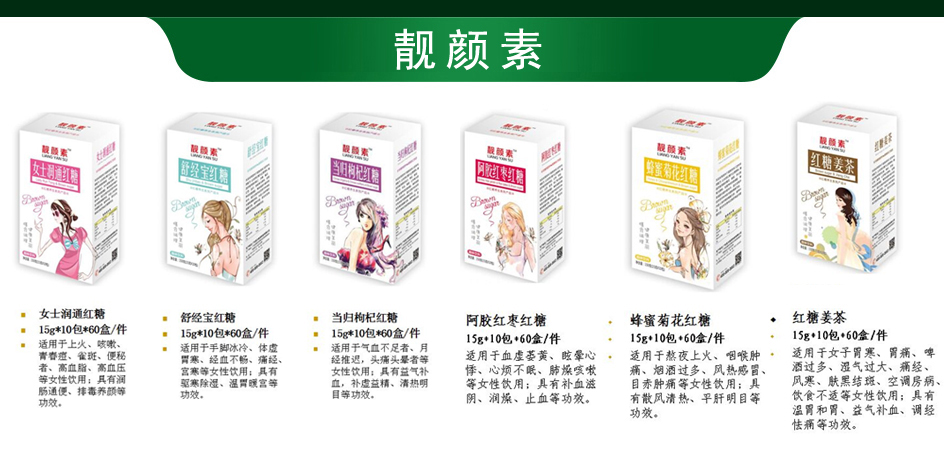 靓颜素
靓颜素
LIANG YAN SU
女士润通红糖
Brown sugar
靓颜素
LIANG YAN SU
舒经宝红糖
Brown sugar
靓颜素
LIANG YAN SU
当归枸杞红糖
Brown sugar
靓颜素
LIANG YAN SU
阿胶红枣红糖
Brown sugar
靓颜素
LIANG YAN SU
蜂蜜菊花红糖
Brown sugar
靓颜素
LIANG YAN SU
红糖姜茶
Brown sugar
女士润通红糖
15g*10包*60盒/件
适用于上火、咳嗽、
青春痘、雀斑、便秘
者、高血脂、高血压
等女性饮用；具有润
肠通便、排毒养颜等
功效。
舒经宝红糖
15g*10包*60盒/件
适用于手脚冰冷、体虚
胃寒、经血不畅、痛经、
宫寒等女性饮用；具有
驱寒除湿、温胃暖宫等
功效。
当归枸杞红糖
15g*10包*60盒/件
适用于气血不足者、月
经推迟，头痛头晕者等
女性饮用；具有益气补
血，补虚益精、清热明
目等功效。
阿胶红枣红糖
15g*10包*60盒/件
适用于血虚萎黄、眩晕心
悸、心烦不眠、肺燥咳嗽
等女性饮用；具有补血滋
阴、润燥、止血等功效。
蜂蜜菊花红糖
15g*10包*60盒/件
适用于熬夜上火、咽喉肿
痛、烟酒过多、风热感冒、
目赤肿痛等女性饮用；具
有散风清热、平肝明目等
功效。
红糖姜茶
15g*10包*60盒/件
适用于女子胃寒、胃痛、啤
酒过多、湿气过大、痛经、
风寒、肤黑结斑、空调房病、
饮食不适等女性饮用；具有
温胃和胃、益气补血、调经
怯痛等功效。